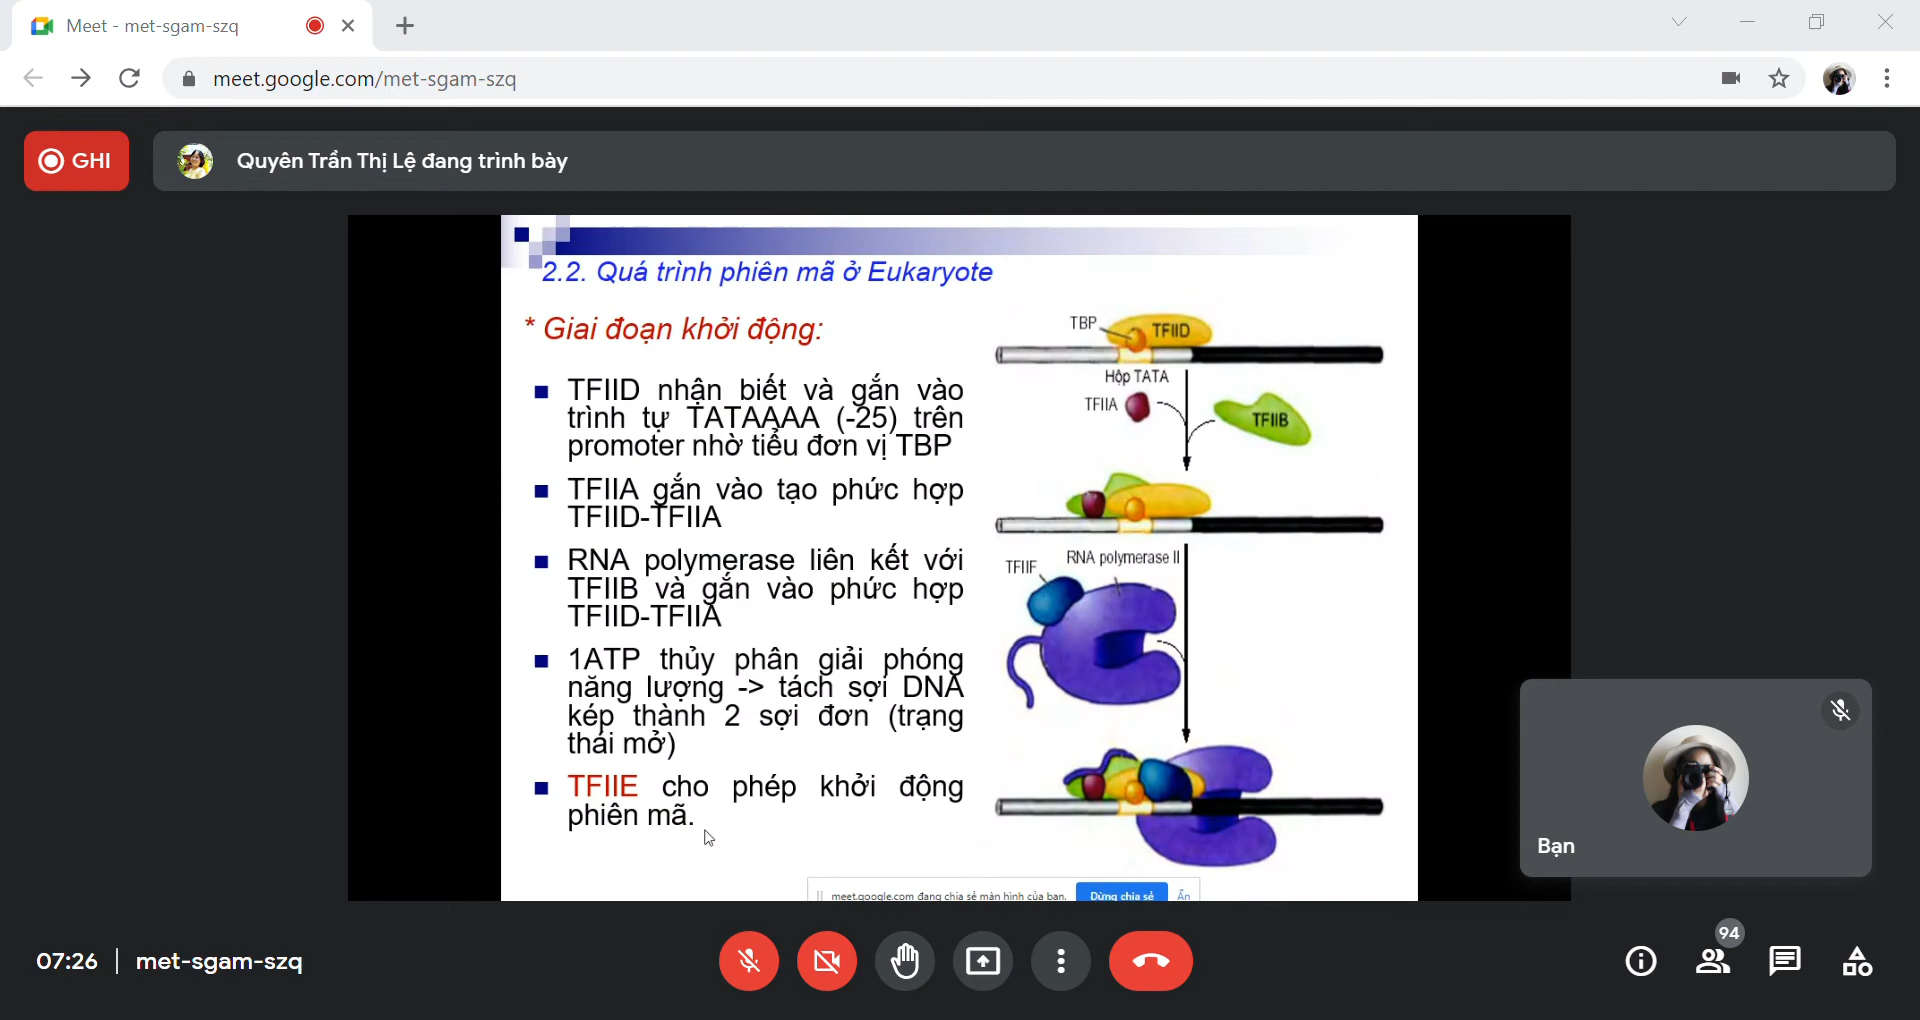 Meet - met-sgam-szq
meet.google.com/met-sgam-szq
GHI
Quyên Trần Thị Lệ đang trình bày
2.2. Quá trình phiên mã ở Eukaryote
* Giai đoạn khởi động:
TFIID nhận biết và gắn vào
trình tự TATAAAA (-25) trên
promoter nhờ tiểu đơn vị TBP
TFIIA gắn vào tạo phức hợp
TFIID-TFIIA
RNA polymerase liên kết với
TFIIB và gắn vào phức hợp
TFIID-TFIIA
1ATP thủy phân giải phóng
năng lượng -> tách sợi DNA
kép thành 2 sợi đơn (trạng
thái mở)
TFIIE cho phép khởi động
phiên mã.
TBP
TFIID
Hộp TATA
TFIIA
TFIIB
TFIIF
RNA polymerase II
meet.google.com đang chia sẻ màn hình của bạn.
Dừng chia sẻ
Ẩn
Bạn
07:26
met-sgam-szq
94